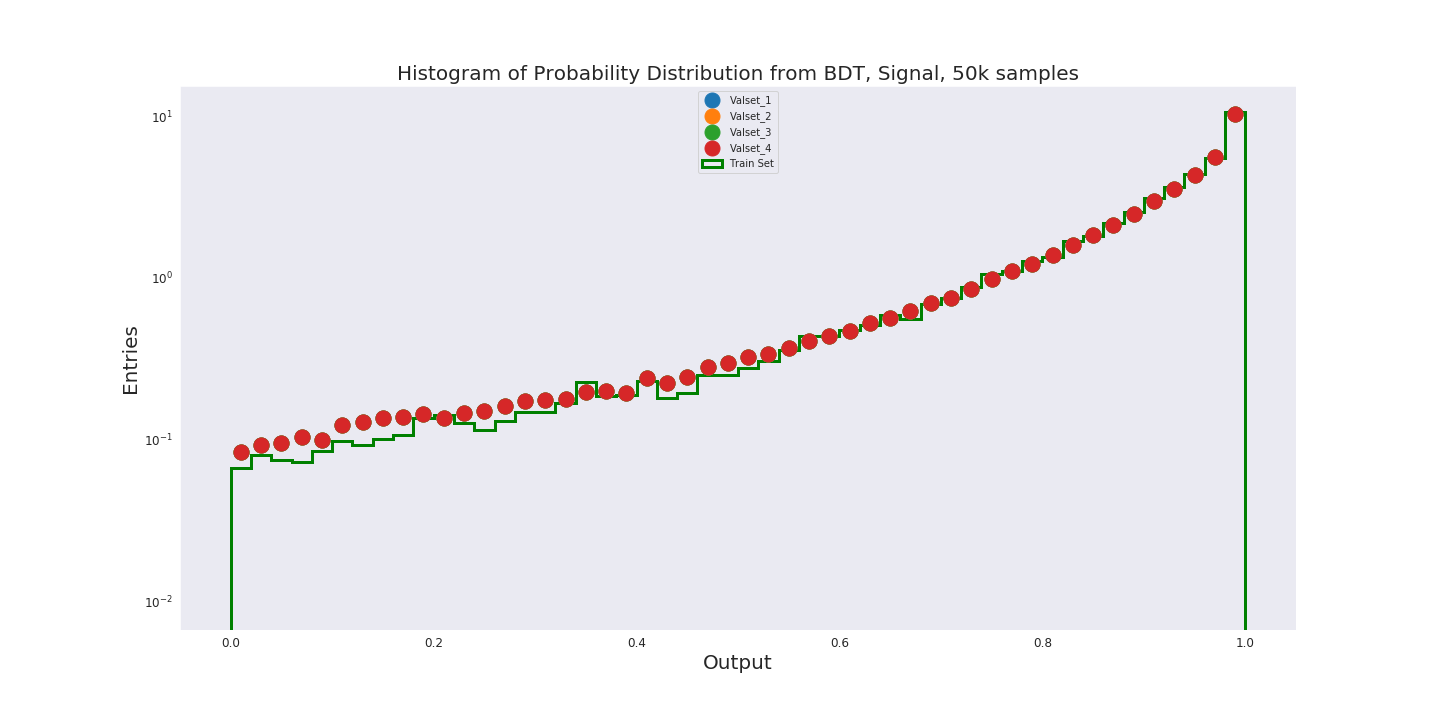 Histogram of Probability Distribution from BDT, Signal, 50k samples
Valset_1
Valset_2
Valset_3
Valset_4
Train Set
10¹
10⁰
10⁻¹
10⁻²
Entries
0.0 0.2 0.4 0.6 0.8 1.0
Output